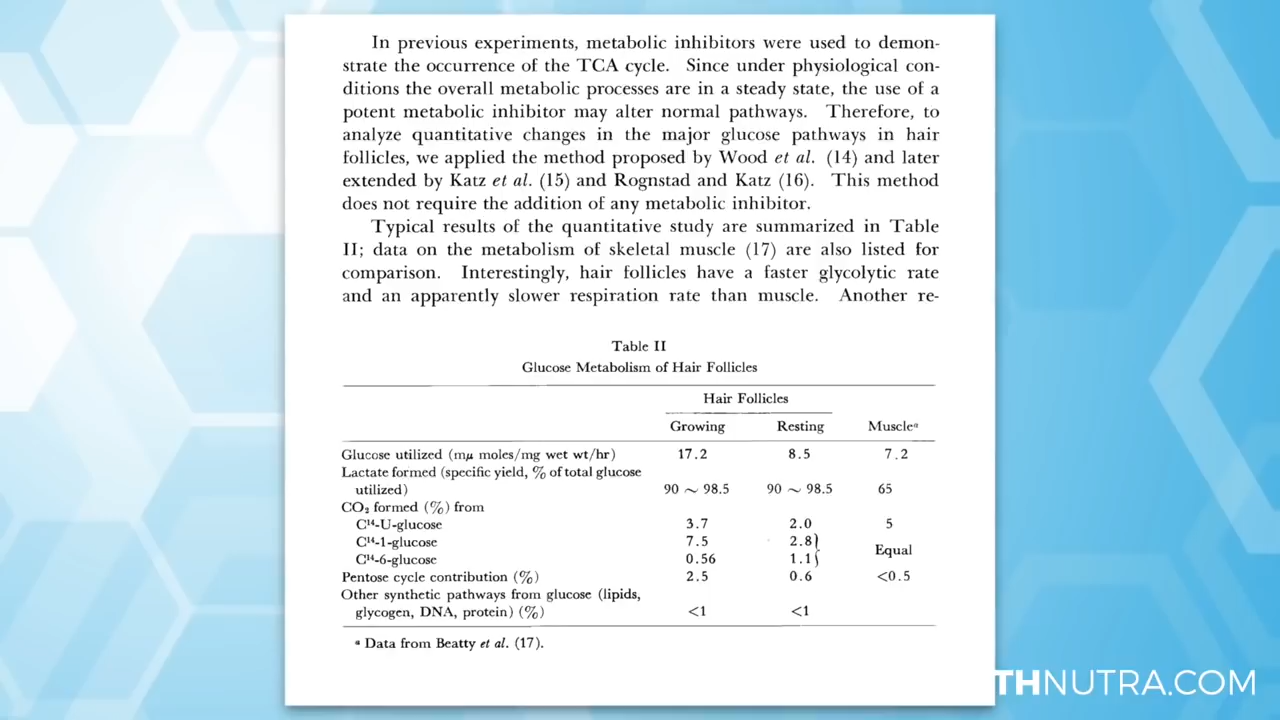 In previous experiments, metabolic inhibitors were used to demon-
strate the occurrence of the TCA cycle. Since under physiological con-
ditions the overall metabolic processes are in a steady state, the use of a
potent metabolic inhibitor may alter normal pathways. Therefore, to
analyze quantitative changes in the major glucose pathways in hair
follicles, we applied the method proposed by Wood et al. (14) and later
extended by Katz et al. (15) and Rognstad and Katz (16). This method
does not require the addition of any metabolic inhibitor.
Typical results of the quantitative study are summarized in Table
II; data on the metabolism of skeletal muscle (17) are also listed for
comparison. Interestingly, hair follicles have a faster glycolytic rate
and an apparently slower respiration rate than muscle. Another re-
Table II
Glucose Metabolism of Hair Follicles
Hair Follicles
Growing Resting Muscleᵃ
Glucose utilized (mμ moles/mg wet wt/hr) 17.2 8.5 7.2
Lactate formed (specific yield, % of total glucose
utilized) 90 ~ 98.5 90 ~ 98.5 65
CO₂ formed (%) from
C¹⁴-U-glucose 3.7 2.0 5
C¹⁴-1-glucose 7.5 2.8}
Equal
C¹⁴-6-glucose 0.56 1.1}
Pentose cycle contribution (%) 2.5 0.6 <0.5
Other synthetic pathways from glucose (lipids,
glycogen, DNA, protein) (%) <1 <1
ᵃ Data from Beatty et al. (17).
THNUTRA.COM